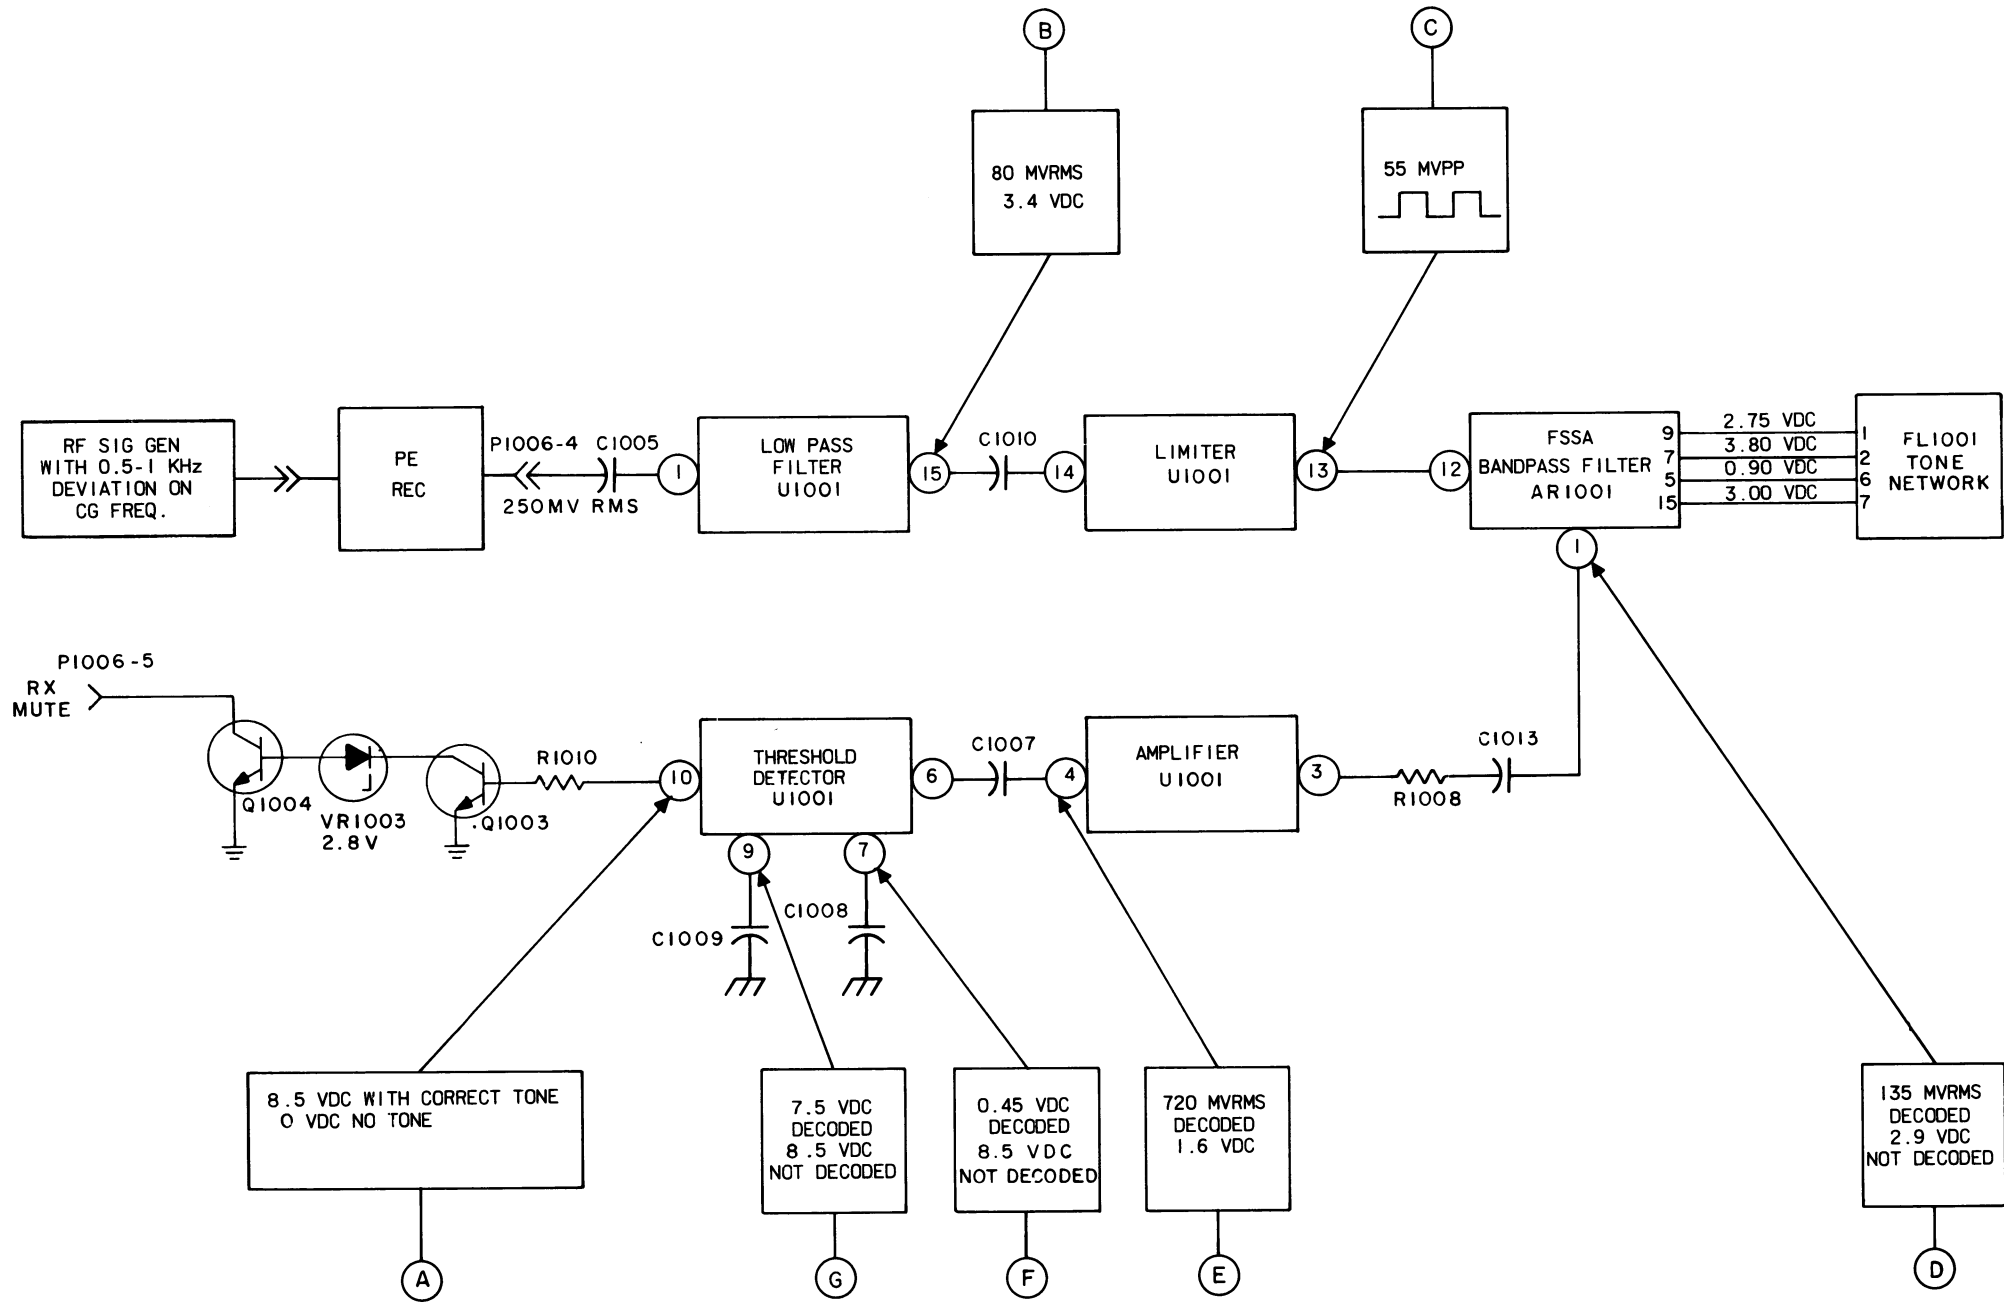 B
C
80 MVRMS
3.4 VDC
55 MVPP
RF SIG GEN
WITH 0.5-1 KHz
DEVIATION ON
CG FREQ.
PE
REC
P1006-4
C1005
250MV RMS
1
LOW PASS
FILTER
U1001
15
C1010
14
LIMITER
U1001
13
12
FSSA
BANDPASS FILTER
AR1001
9
7
5
15
2.75 VDC
3.80 VDC
0.90 VDC
3.00 VDC
1
2
6
7
FL1001
TONE
NETWORK
1
P1006-5
RX
MUTE
Q1004
VR1003
2.8V
Q1003
R1010
10
THRESHOLD
DETECTOR
U1001
6
C1007
4
AMPLIFIER
U1001
3
R1008
C1013
9
7
C1009
C1008
8.5 VDC WITH CORRECT TONE
0 VDC NO TONE
7.5 VDC
DECODED
8.5 VDC
NOT DECODED
0.45 VDC
DECODED
8.5 VDC
NOT DECODED
720 MVRMS
DECODED
1.6 VDC
135 MVRMS
DECODED
2.9 VDC
NOT DECODED
A
G
F
E
D